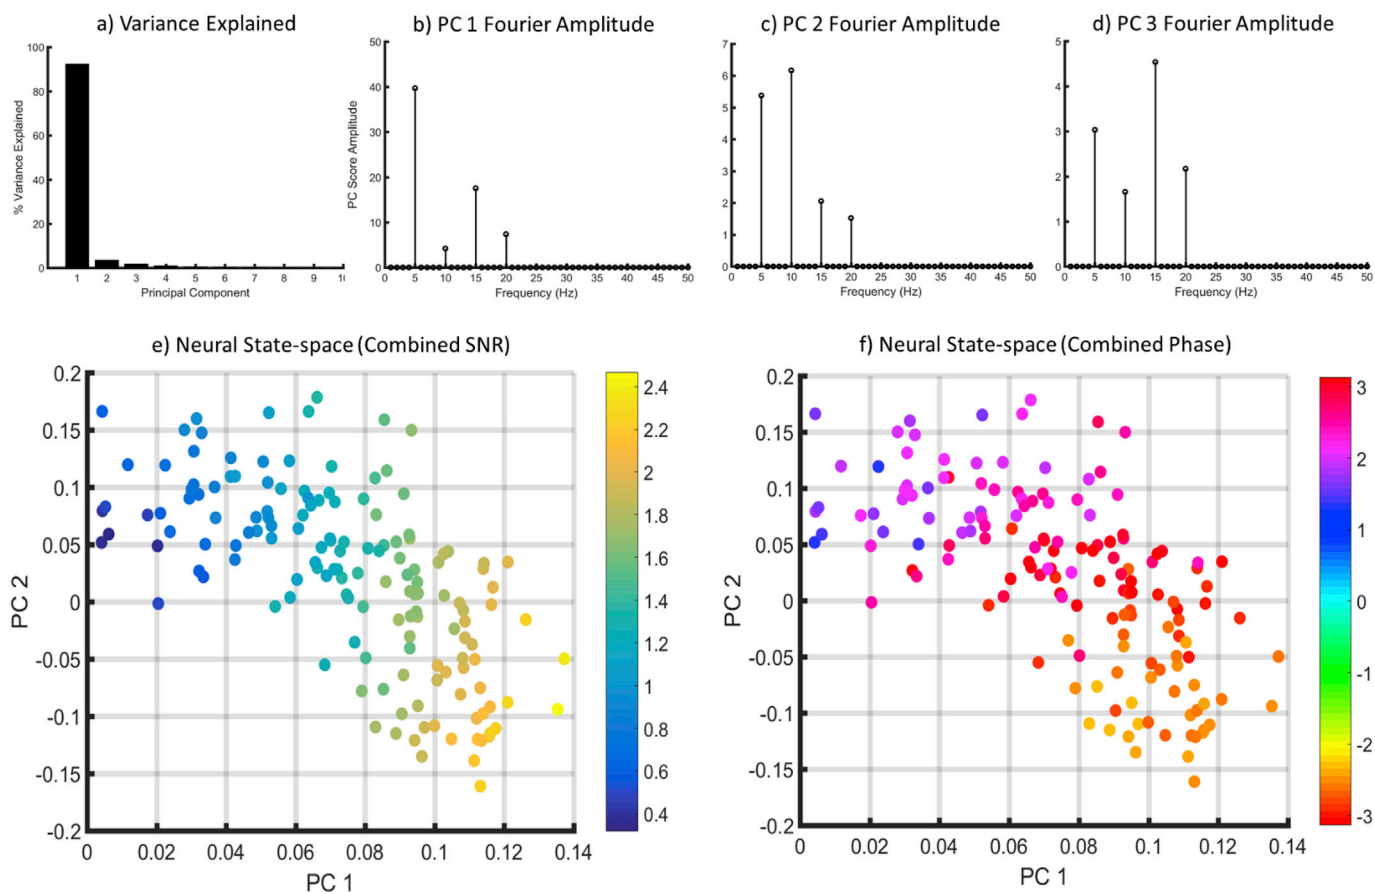 a) Variance Explained
100
80
60
40
20
0
% Variance Explained
1 2 3 4 5 6 7 8 9 1
Principal Component
b) PC 1 Fourier Amplitude
50
40
30
20
10
0
PC Score Amplitude
0 5 10 15 20 25 30 35 40 45 50
Frequency (Hz)
c) PC 2 Fourier Amplitude
7
6
5
4
3
2
1
0
0 5 10 15 20 25 30 35 40 45 50
Frequency (Hz)
d) PC 3 Fourier Amplitude
5
4
3
2
1
0
0 5 10 15 20 25 30 35 40 45 50
Frequency (Hz)
e) Neural State-space (Combined SNR)
0.2
0.15
0.1
0.05
0
-0.05
-0.1
-0.15
-0.2
PC 2
0 0.02 0.04 0.06 0.08 0.1 0.12 0.14
PC 1
2.4
2.2
2
1.8
1.6
1.4
1.2
1
0.8
0.6
0.4
f) Neural State-space (Combined Phase)
0.2
0.15
0.1
0.05
0
-0.05
-0.1
-0.15
-0.2
PC 2
0 0.02 0.04 0.06 0.08 0.1 0.12 0.14
PC 1
3
2
1
0
-1
-2
-3